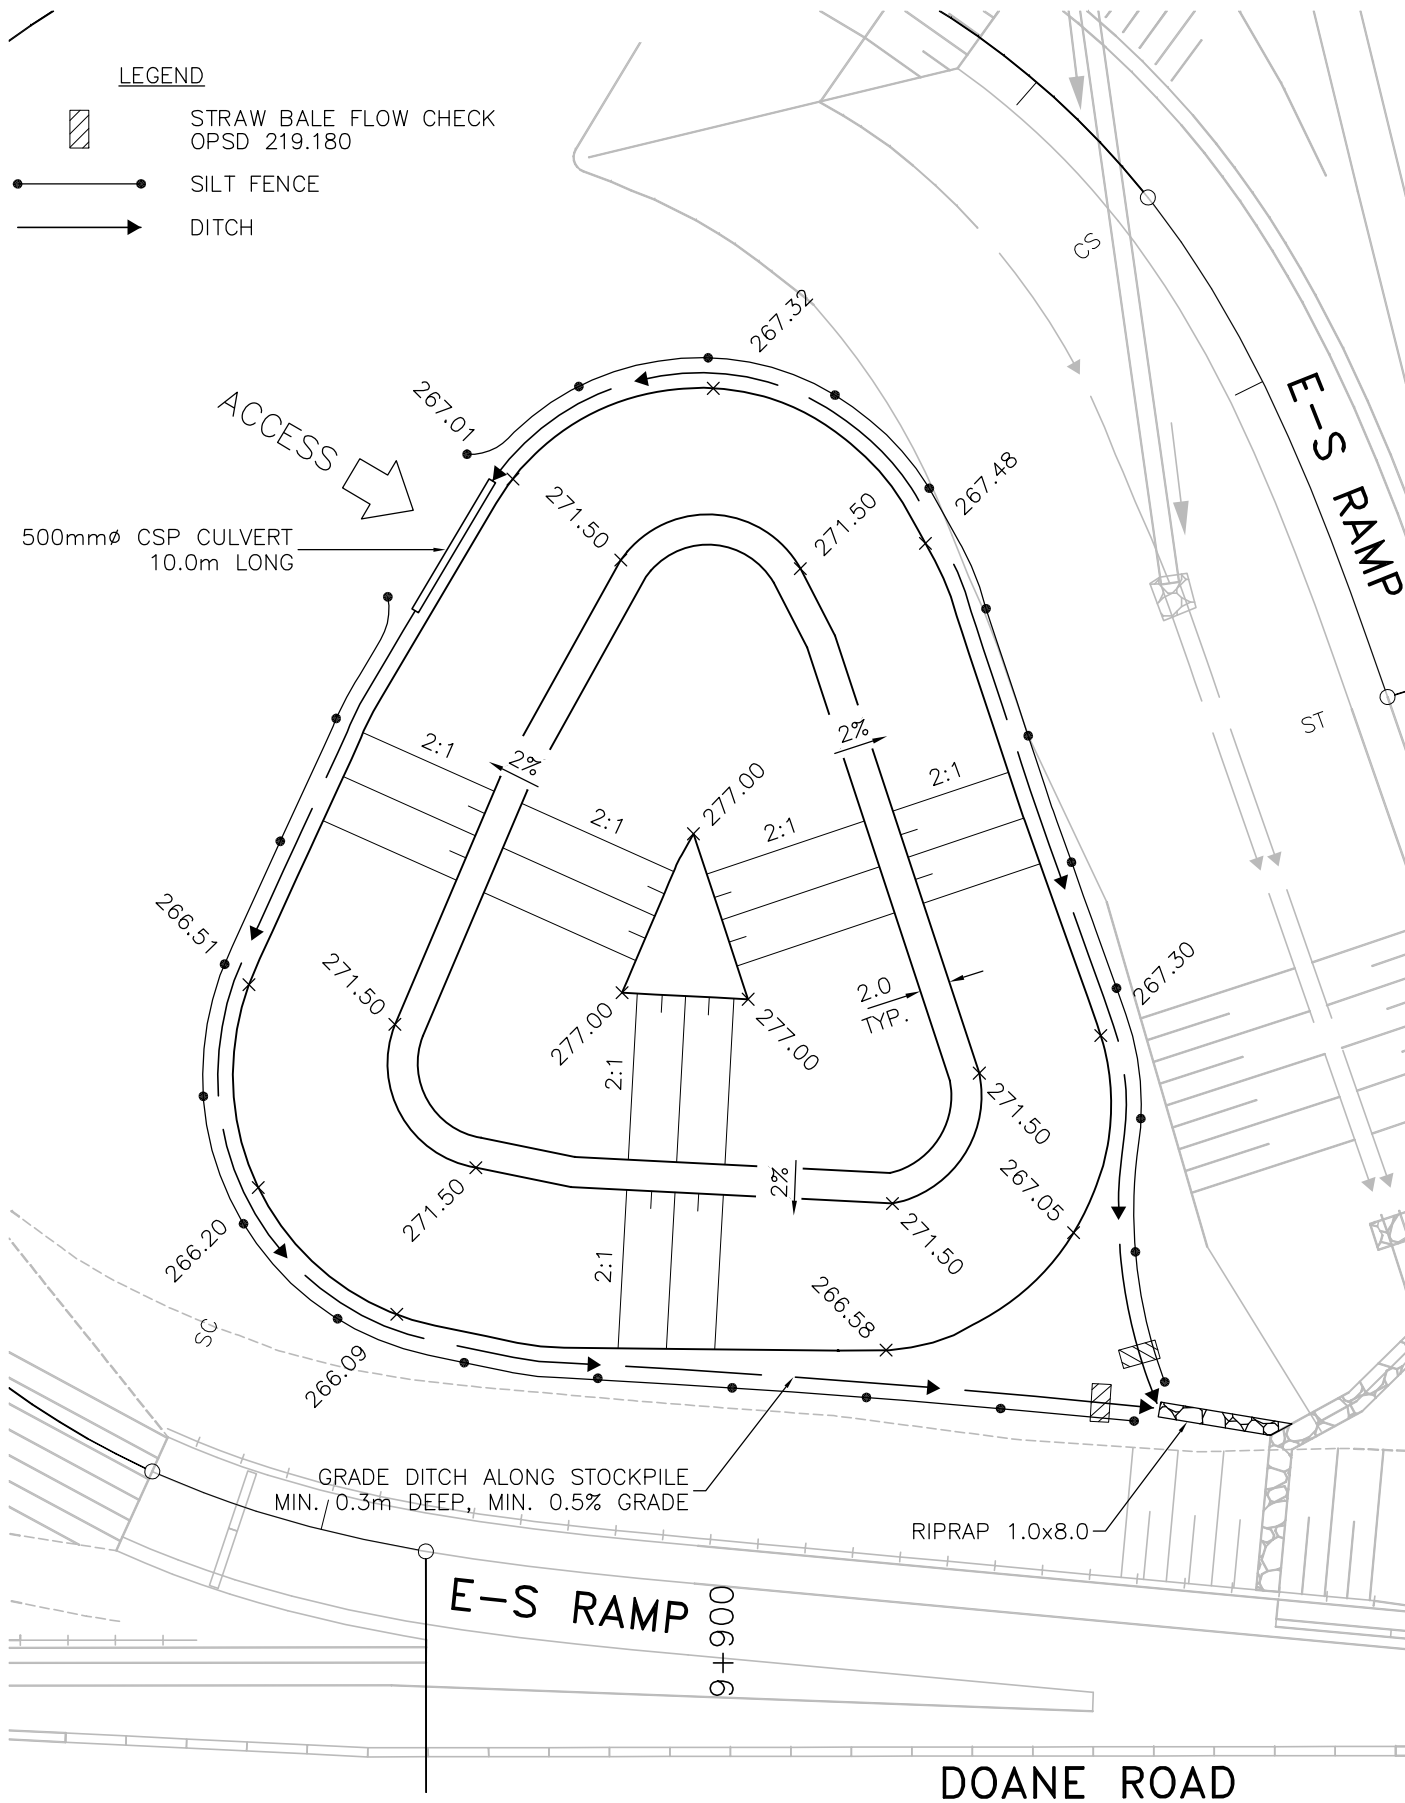 LEGEND
STRAW BALE FLOW CHECK
OPSD 219.180
SILT FENCE
DITCH
CS
267.32
E-S RAMP
267.01
ACCESS
267.48
271.50
271.50
500mmø CSP CULVERT
10.0m LONG
ST
2:1
2%
2%
2:1
277.00
2:1
2:1
266.51
271.50
267.30
2.0
TYP.
277.00
277.00
2:1
271.50
267.05
2%
271.50
271.50
266.20
2:1
266.58
SC
266.09
GRADE DITCH ALONG STOCKPILE
MIN. 0.3m DEEP, MIN. 0.5% GRADE
RIPRAP 1.0x8.0
E-S RAMP
9+900
DOANE ROAD